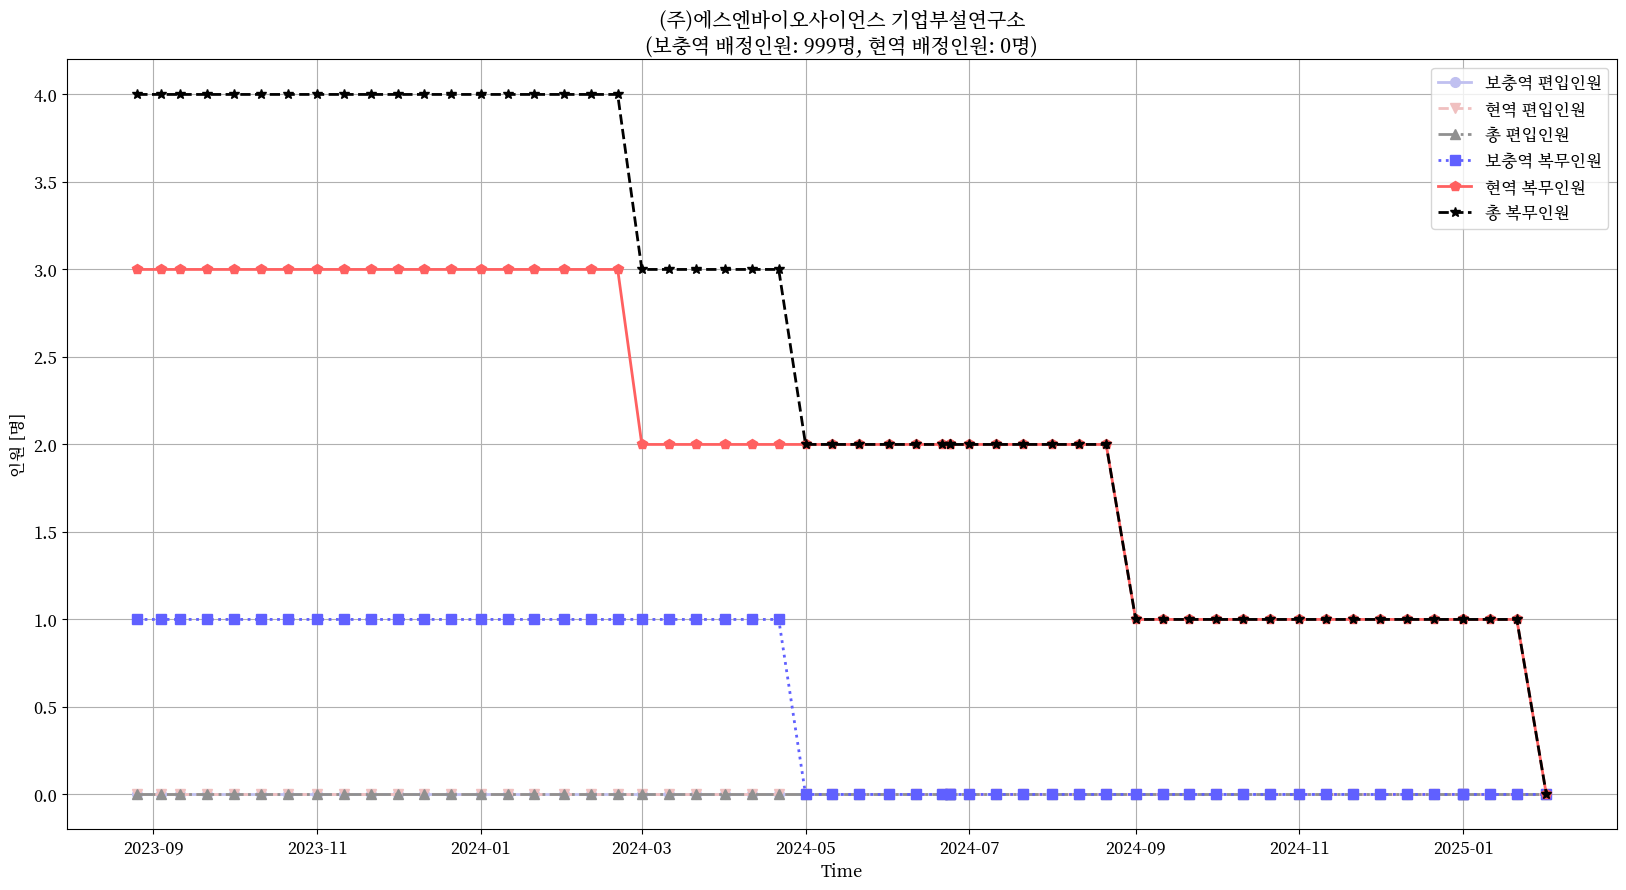 (주)에스엔바이오사이언스 기업부설연구소
(보충역 배정인원: 999명, 현역 배정인원: 0명)
보충역 편입인원
현역 편입인원
총 편입인원
보충역 복무인원
현역 복무인원
총 복무인원
인원 [명]
4.0
3.5
3.0
2.5
2.0
1.5
1.0
0.5
0.0
2023-09 2023-11 2024-01 2024-03 2024-05 2024-07 2024-09 2024-11 2025-01
Time